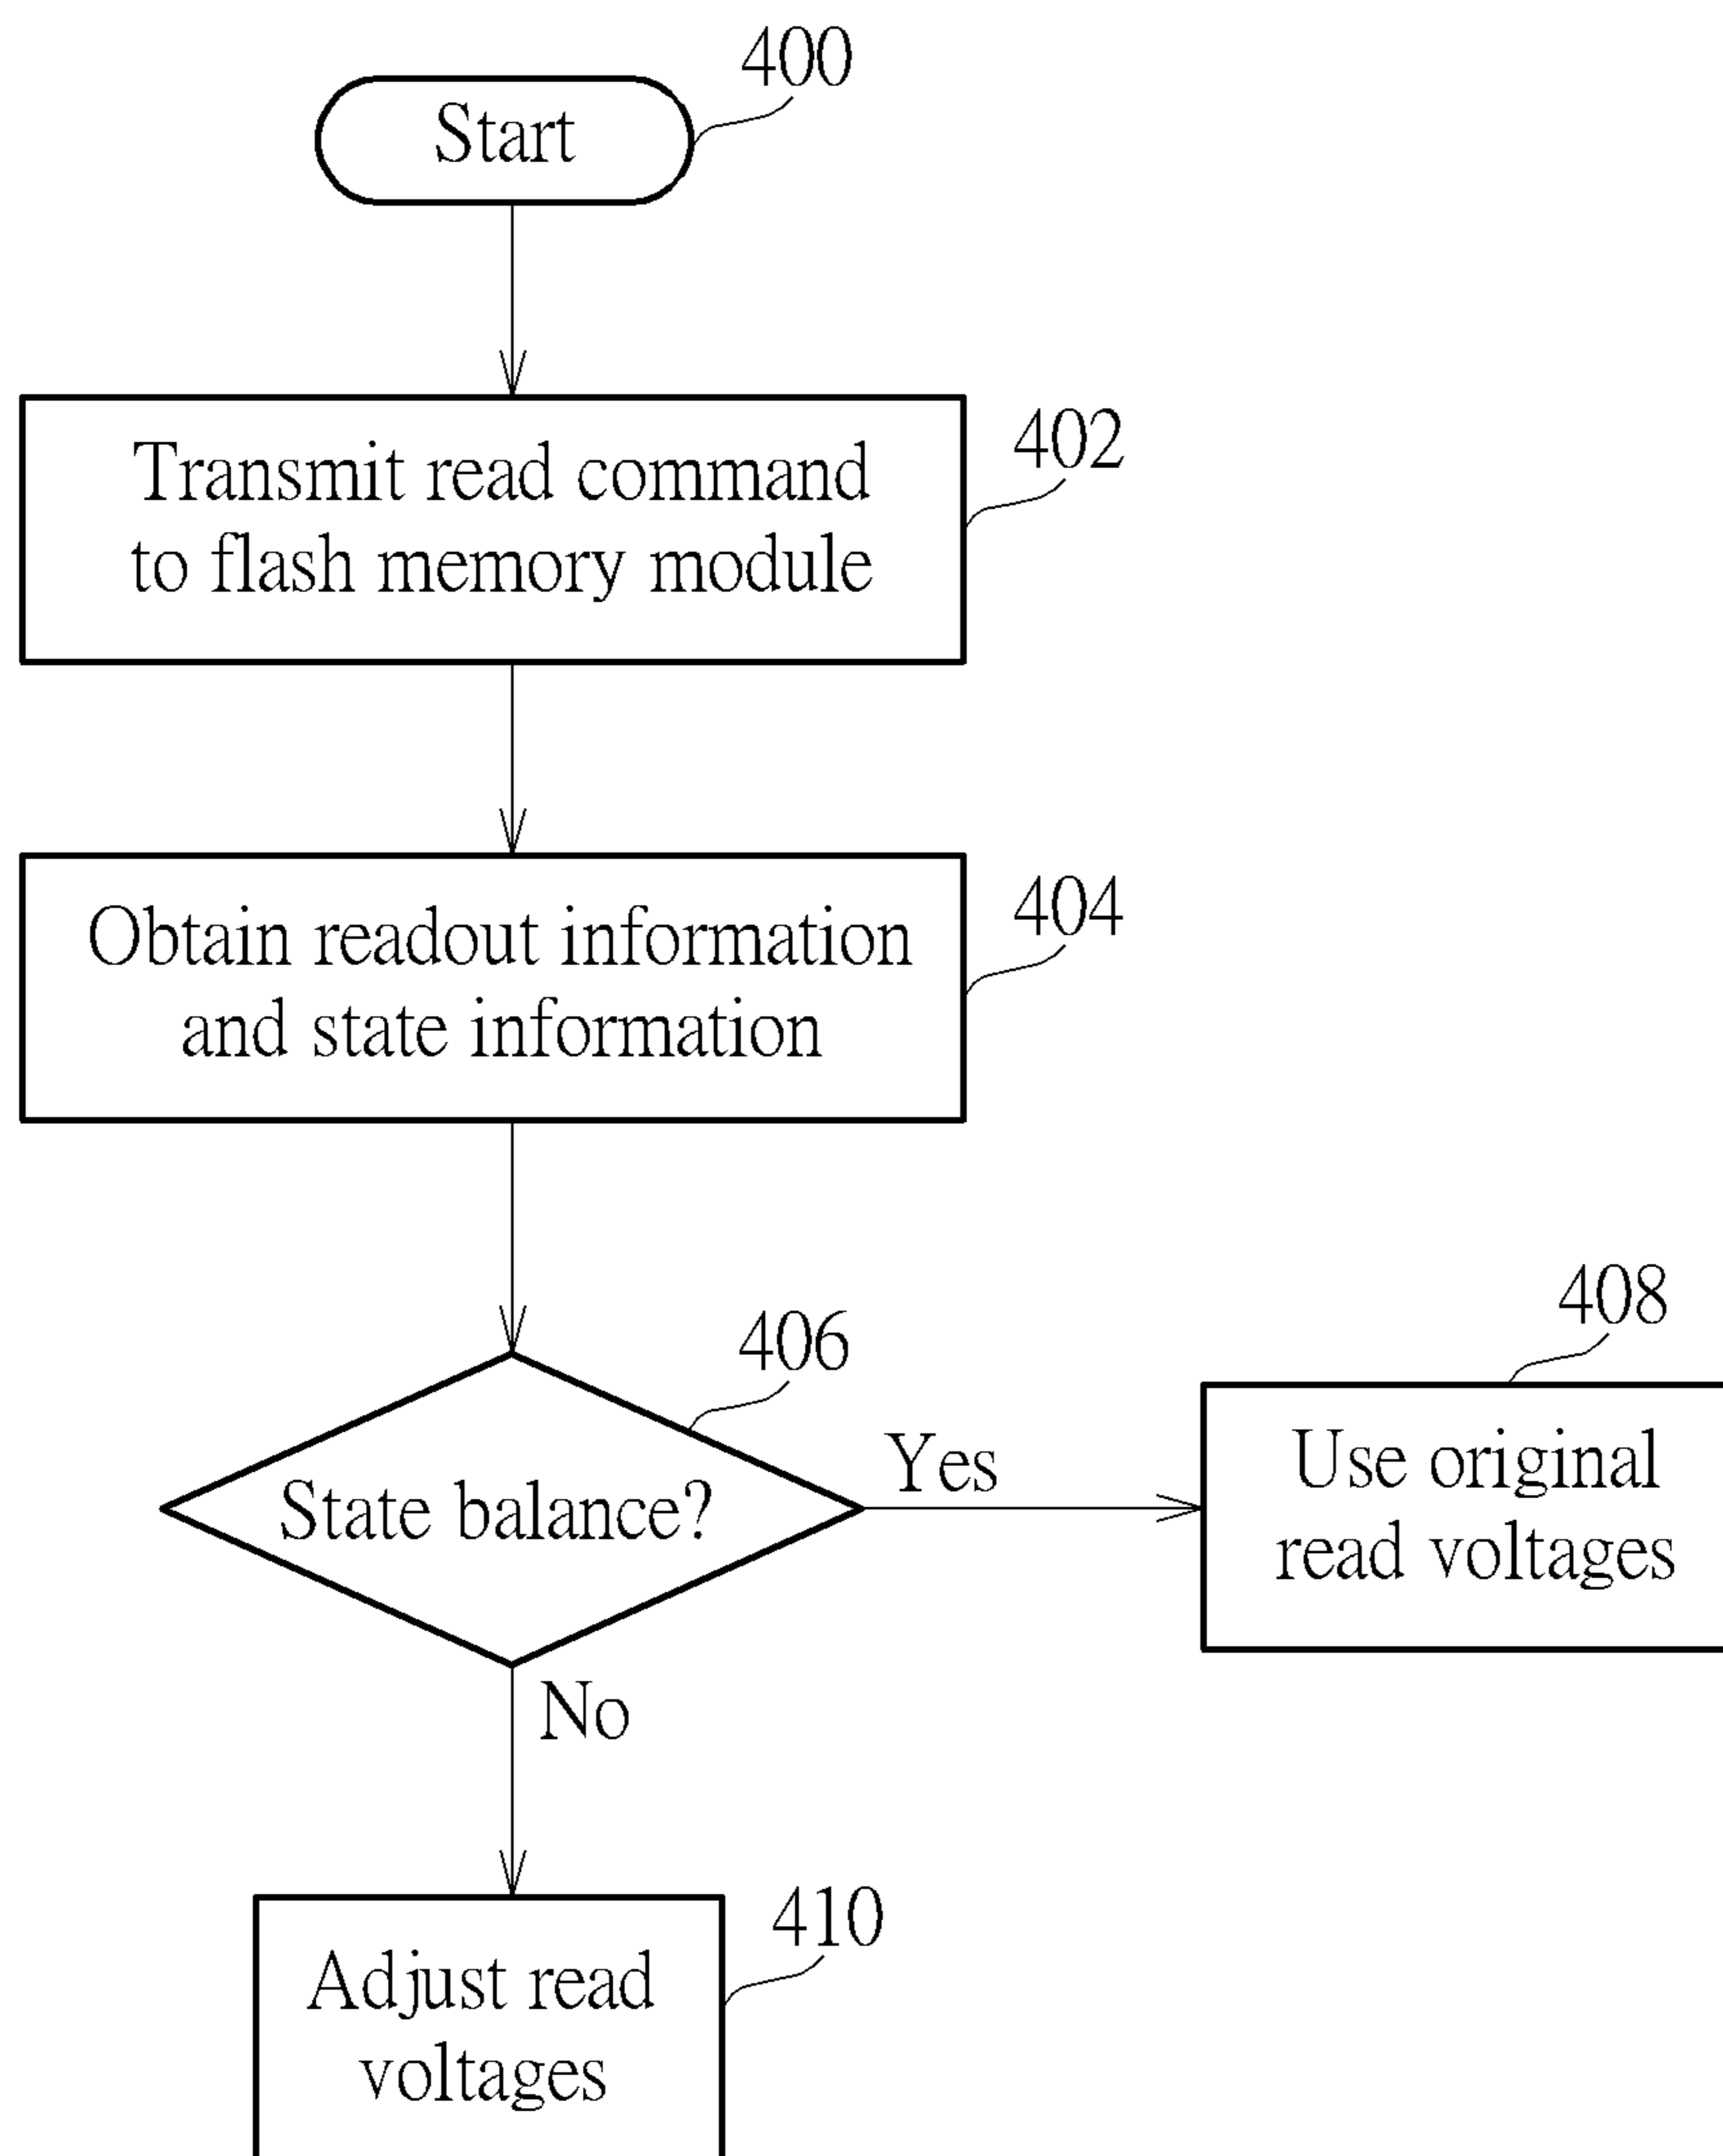 400
Start
402
Transmit read command
to flash memory module
404
Obtain readout information
and state information
406
State balance?
Yes
408
Use original
read voltages
No
410
Adjust read
voltages